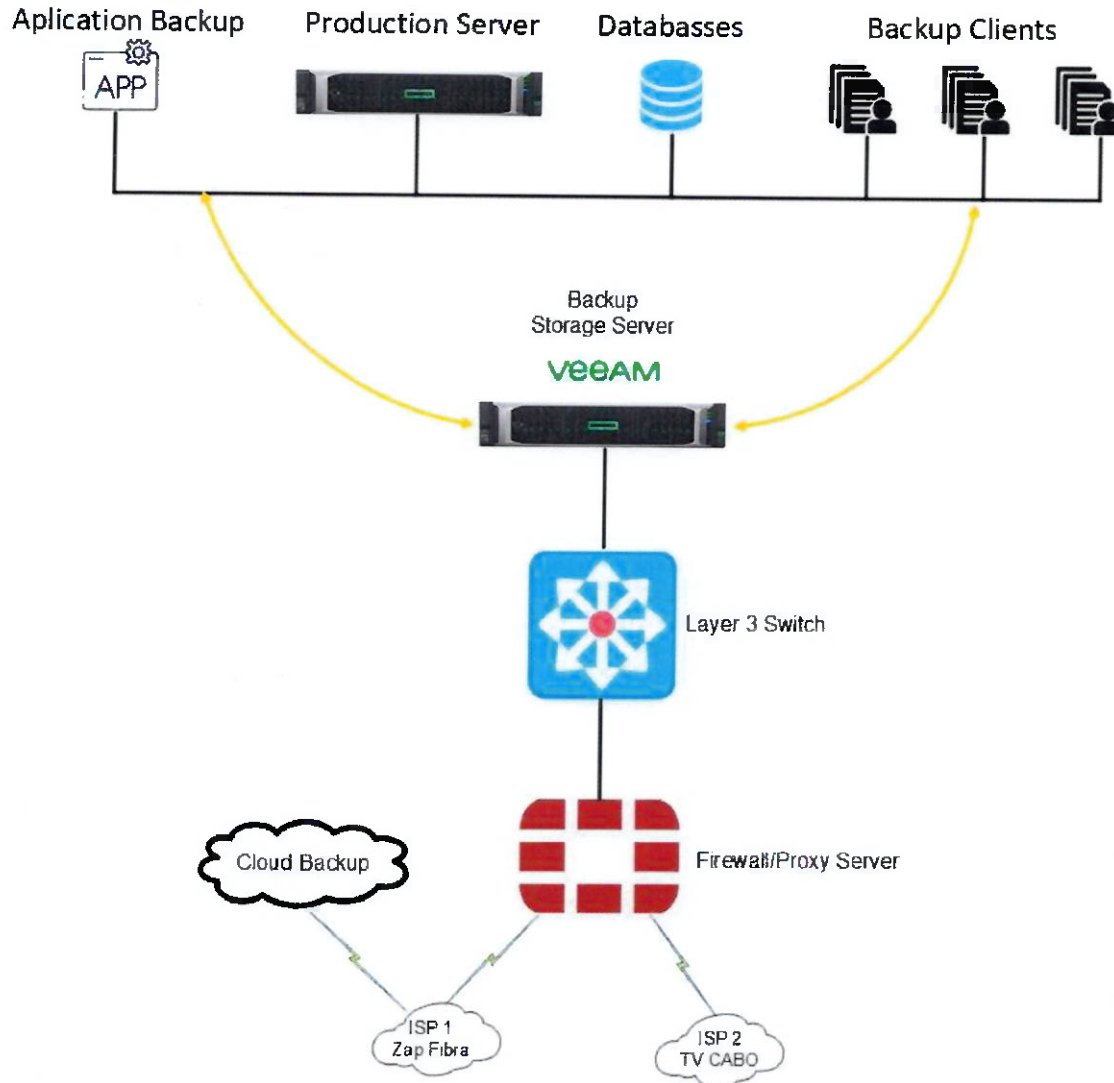 Aplication Backup
Production Server
Databasses
Backup Clients
APP
Backup
Storage Server
veeAM
Layer 3 Switch
Cloud Backup
Firewall/Proxy Server
ISP 1
Zap Fibra
ISP 2
TV CABO